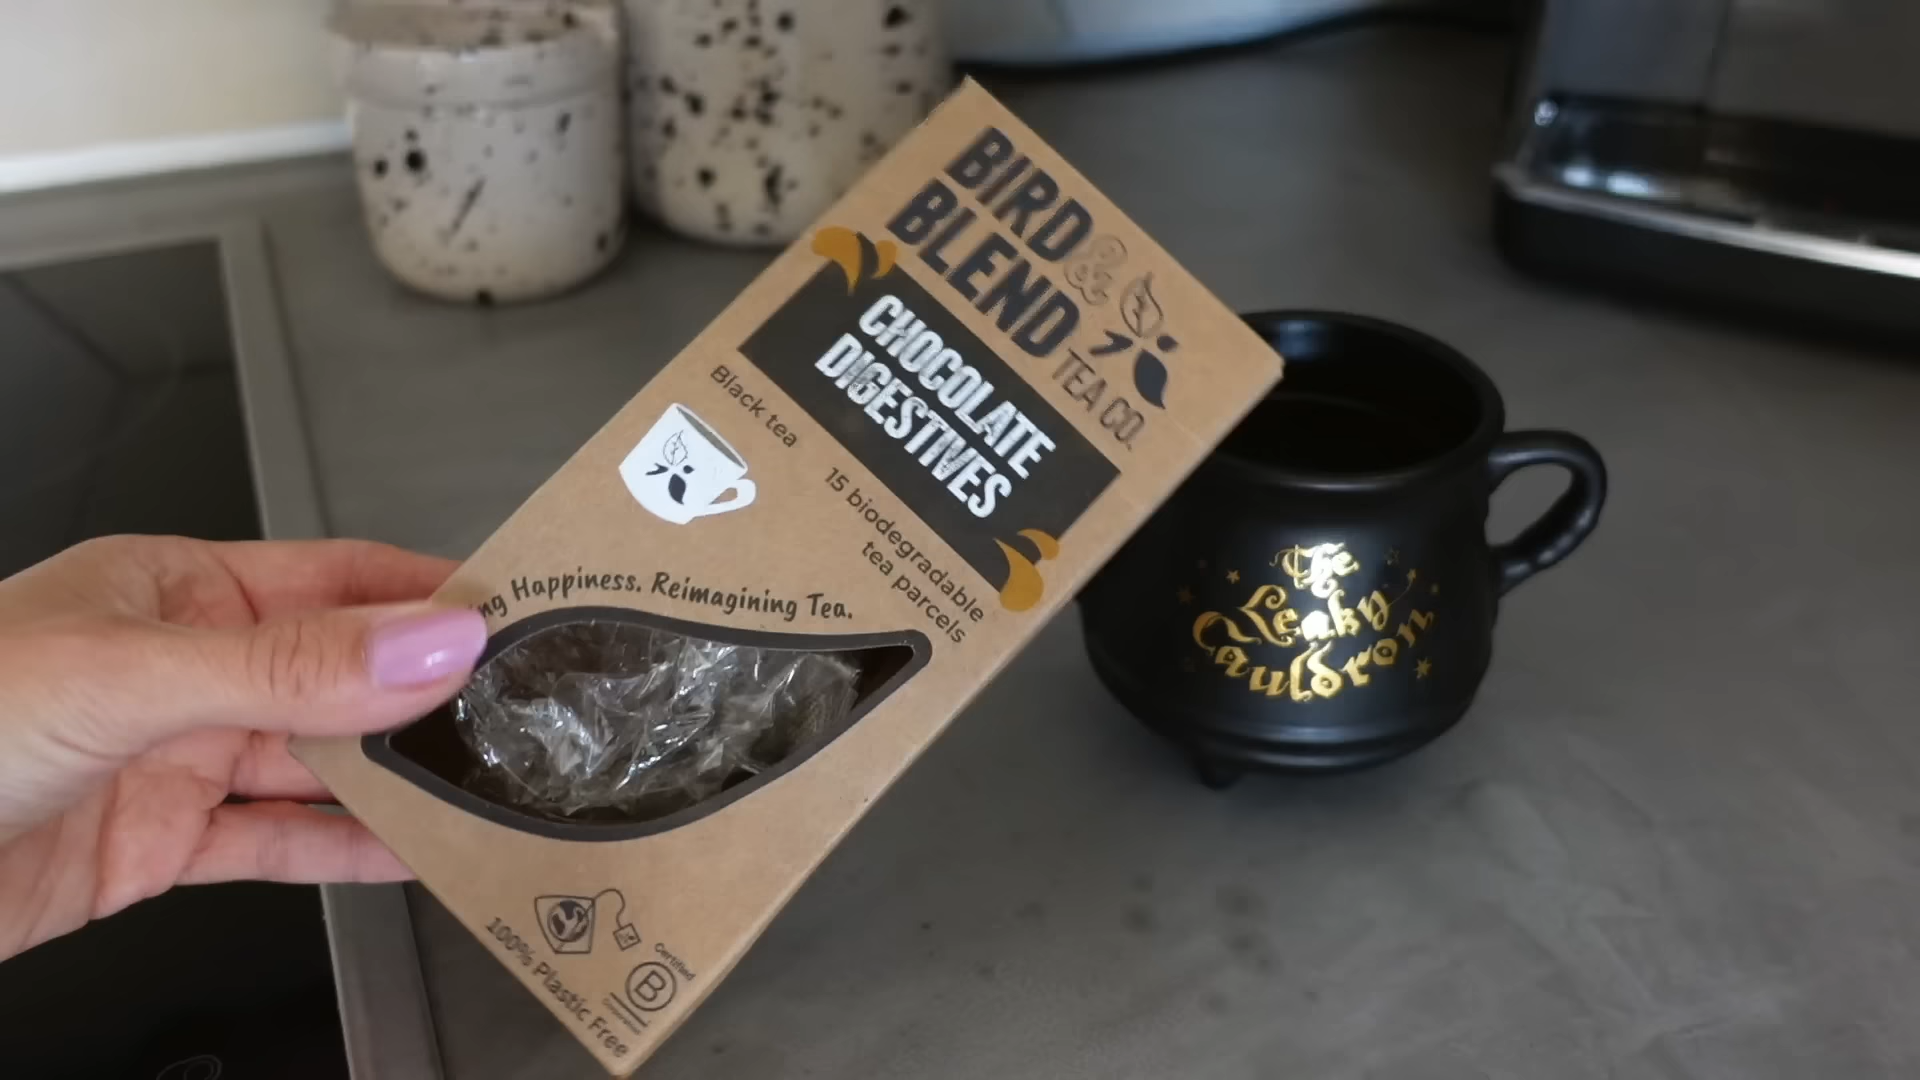 BIRD &
BLEND
TEA CO.
CHOCOLATE
DIGESTIVES
Black tea
15 biodegradable
tea parcels
Happiness. Reimagining Tea.
100% Plastic Free
Certified
B
Corporation
The
Leaky
Cauldron